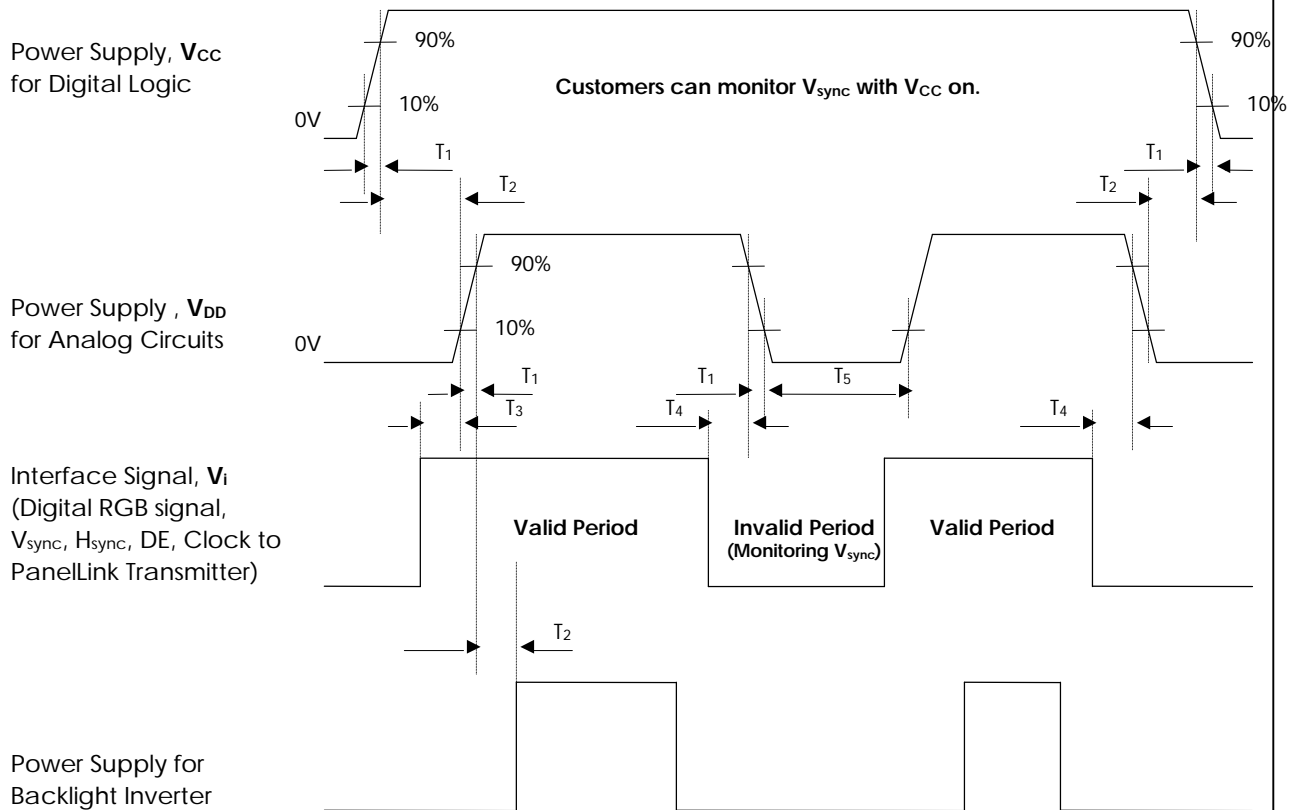 Power Supply, VCC
for Digital Logic
90%
10%
0V
Customers can monitor Vsync with VCC on.
90%
10%
T1
T2
T1
T2
Power Supply , VDD
for Analog Circuits
90%
10%
0V
T1
T3
T1
T4
T5
T4
Interface Signal, Vi
(Digital RGB signal,
Vsync, Hsync, DE, Clock to
PanelLink Transmitter)
Valid Period
Invalid Period
(Monitoring Vsync)
Valid Period
T2
Power Supply for
Backlight Inverter